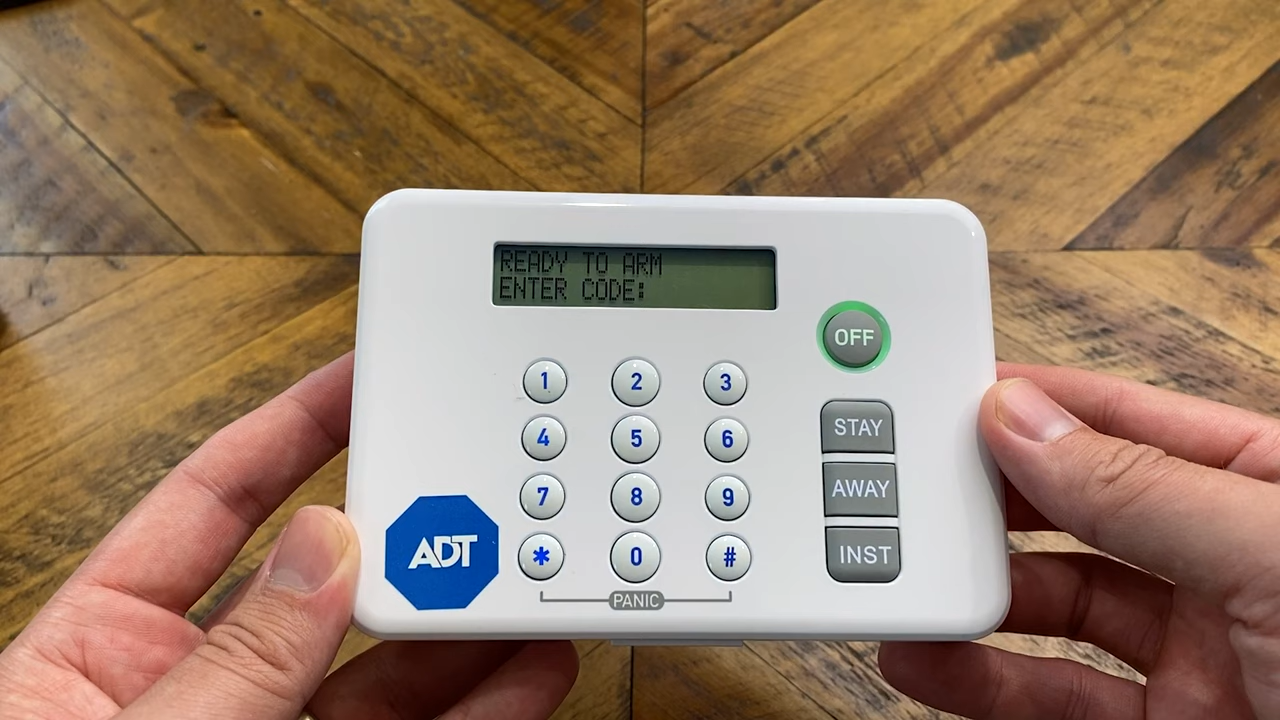 READY TO ARM
ENTER CODE:
OFF
1 2 3
STAY
4 5 6
AWAY
7 8 9
INST
* 0 #
ADT
PANIC